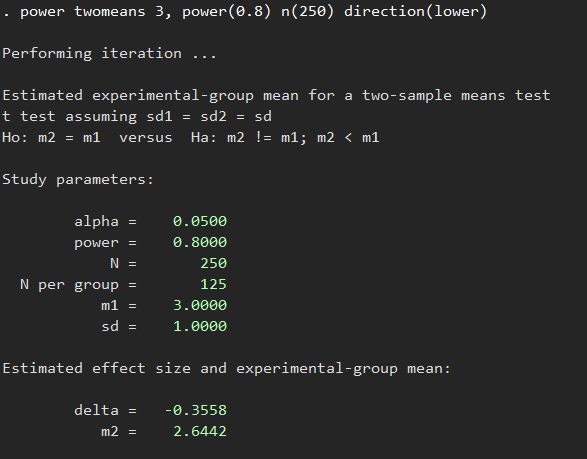 . power twomeans 3, power(0.8) n(250) direction(lower)
Performing iteration ...
Estimated experimental-group mean for a two-sample means test
t test assuming sd1 = sd2 = sd
Ho: m2 = m1  versus  Ha: m2 != m1; m2 < m1
Study parameters:
alpha =    0.0500
power =    0.8000
N =       250
N per group =       125
m1 =    3.0000
sd =    1.0000
Estimated effect size and experimental-group mean:
delta =   -0.3558
m2 =    2.6442